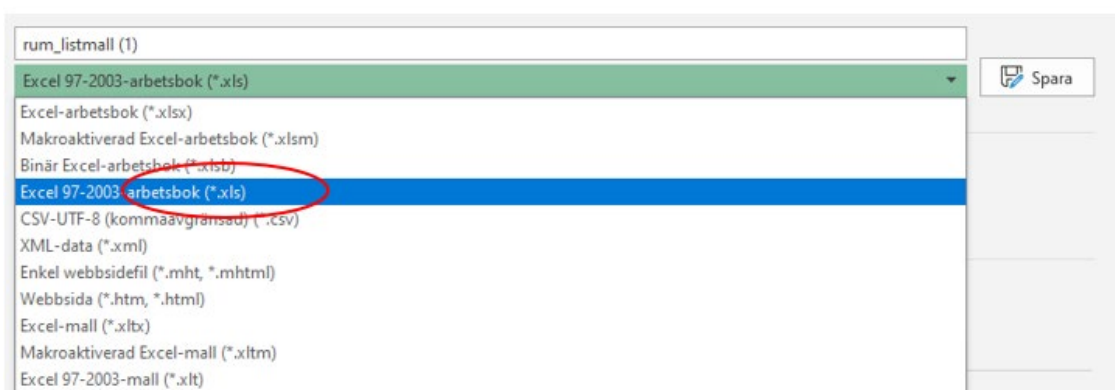 rum_listmall (1)
Excel 97-2003-arbetsbok (*.xls)
Spara
Excel-arbetsbok (*.xlsx)
Makroaktiverad Excel-arbetsbok (*.xlsm)
Binär Excel-arbetsbok (*.xlsb)
Excel 97-2003-arbetsbok (*.xls)
CSV-UTF-8 (kommaavgränsad) (*.csv)
XML-data (*.xml)
Enkel webbsidefil (*.mht, *.mhtml)
Webbsida (*.htm, *.html)
Excel-mall (*.xltx)
Makroaktiverad Excel-mall (*.xltm)
Excel 97-2003-mall (*.xlt)